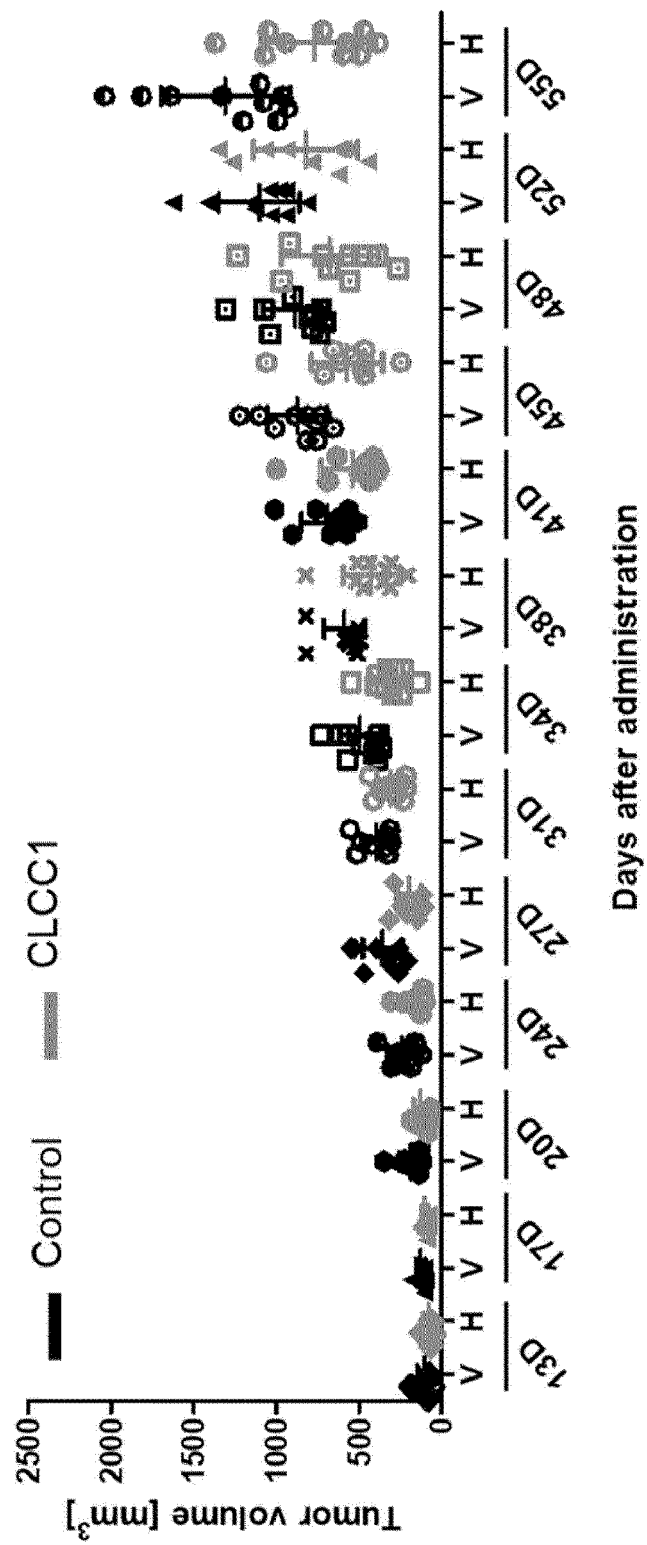 Control CLCC1
Tumor volume [mm³]
2500
2000
1500
1000
500
0
V H V H V H V H V H V H V H V H V H V H V H V H V H
13D 17D 20D 24D 27D 31D 34D 38D 41D 45D 48D 52D 55D
Days after administration